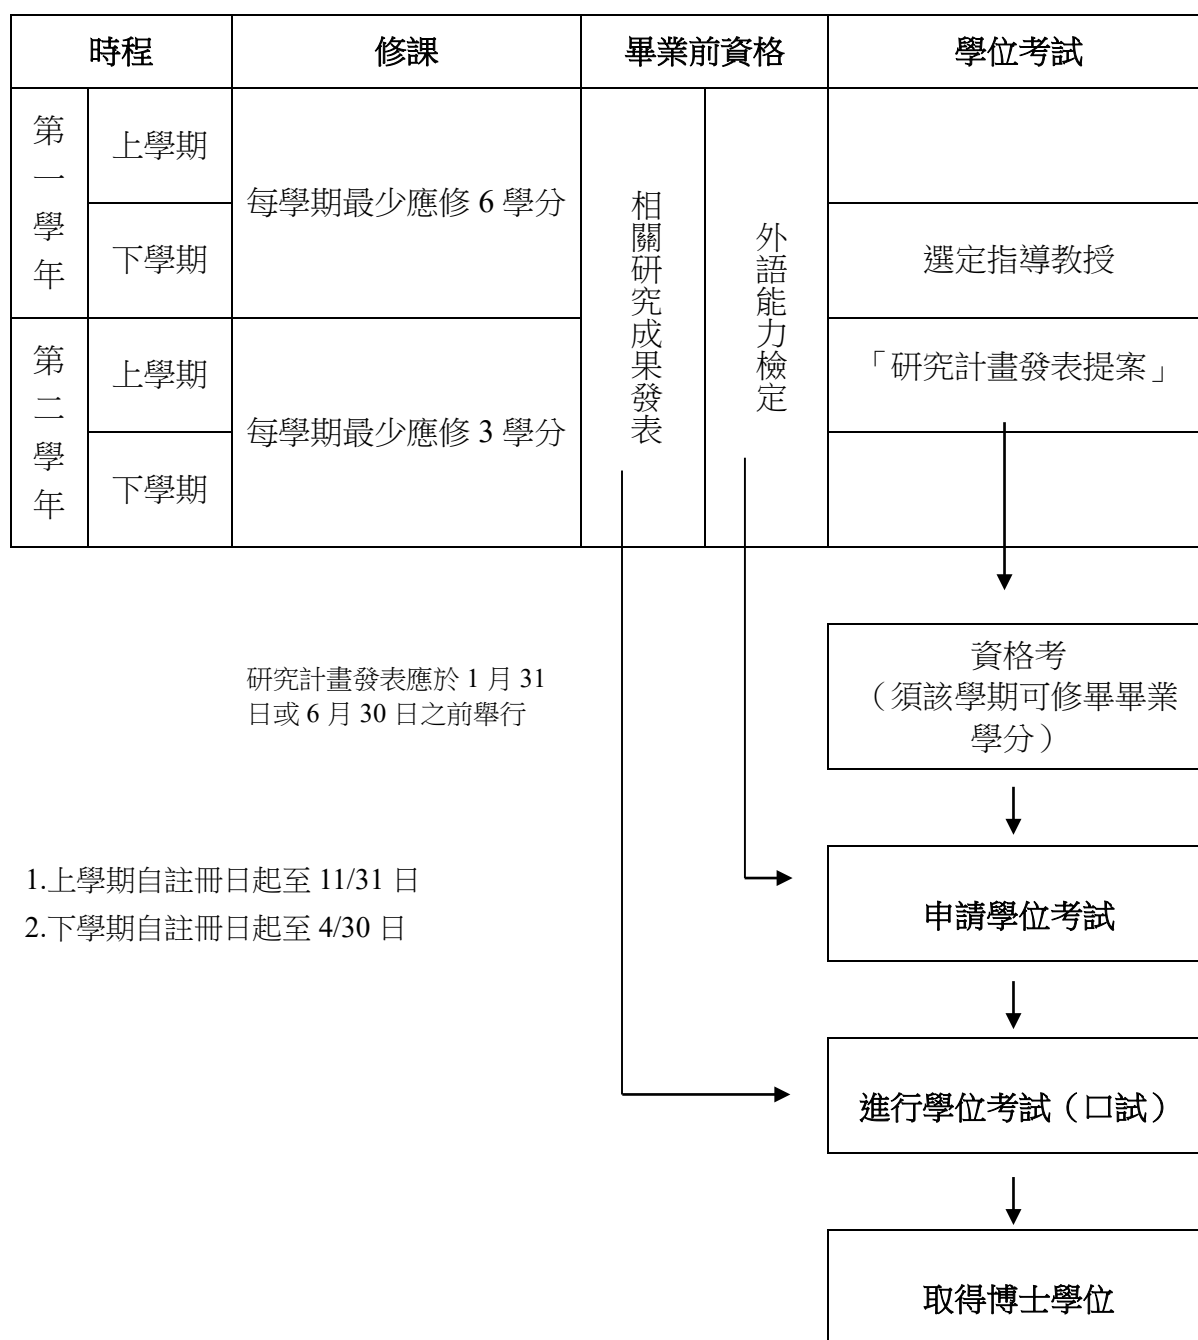 時程
修課
畢業前資格
學位考試
第一學年
上學期
每學期最少應修 6 學分
下學期
選定指導教授
第二學年
上學期
每學期最少應修 3 學分
下學期
相關研究成果發表
外語能力檢定
「研究計畫發表提案」
研究計畫發表應於 1 月 31
日或 6 月 30 日之前舉行
資格考
（須該學期可修畢畢業
學分）
1.上學期自註冊日起至 11/31 日
2.下學期自註冊日起至 4/30 日
申請學位考試
進行學位考試（口試）
取得博士學位